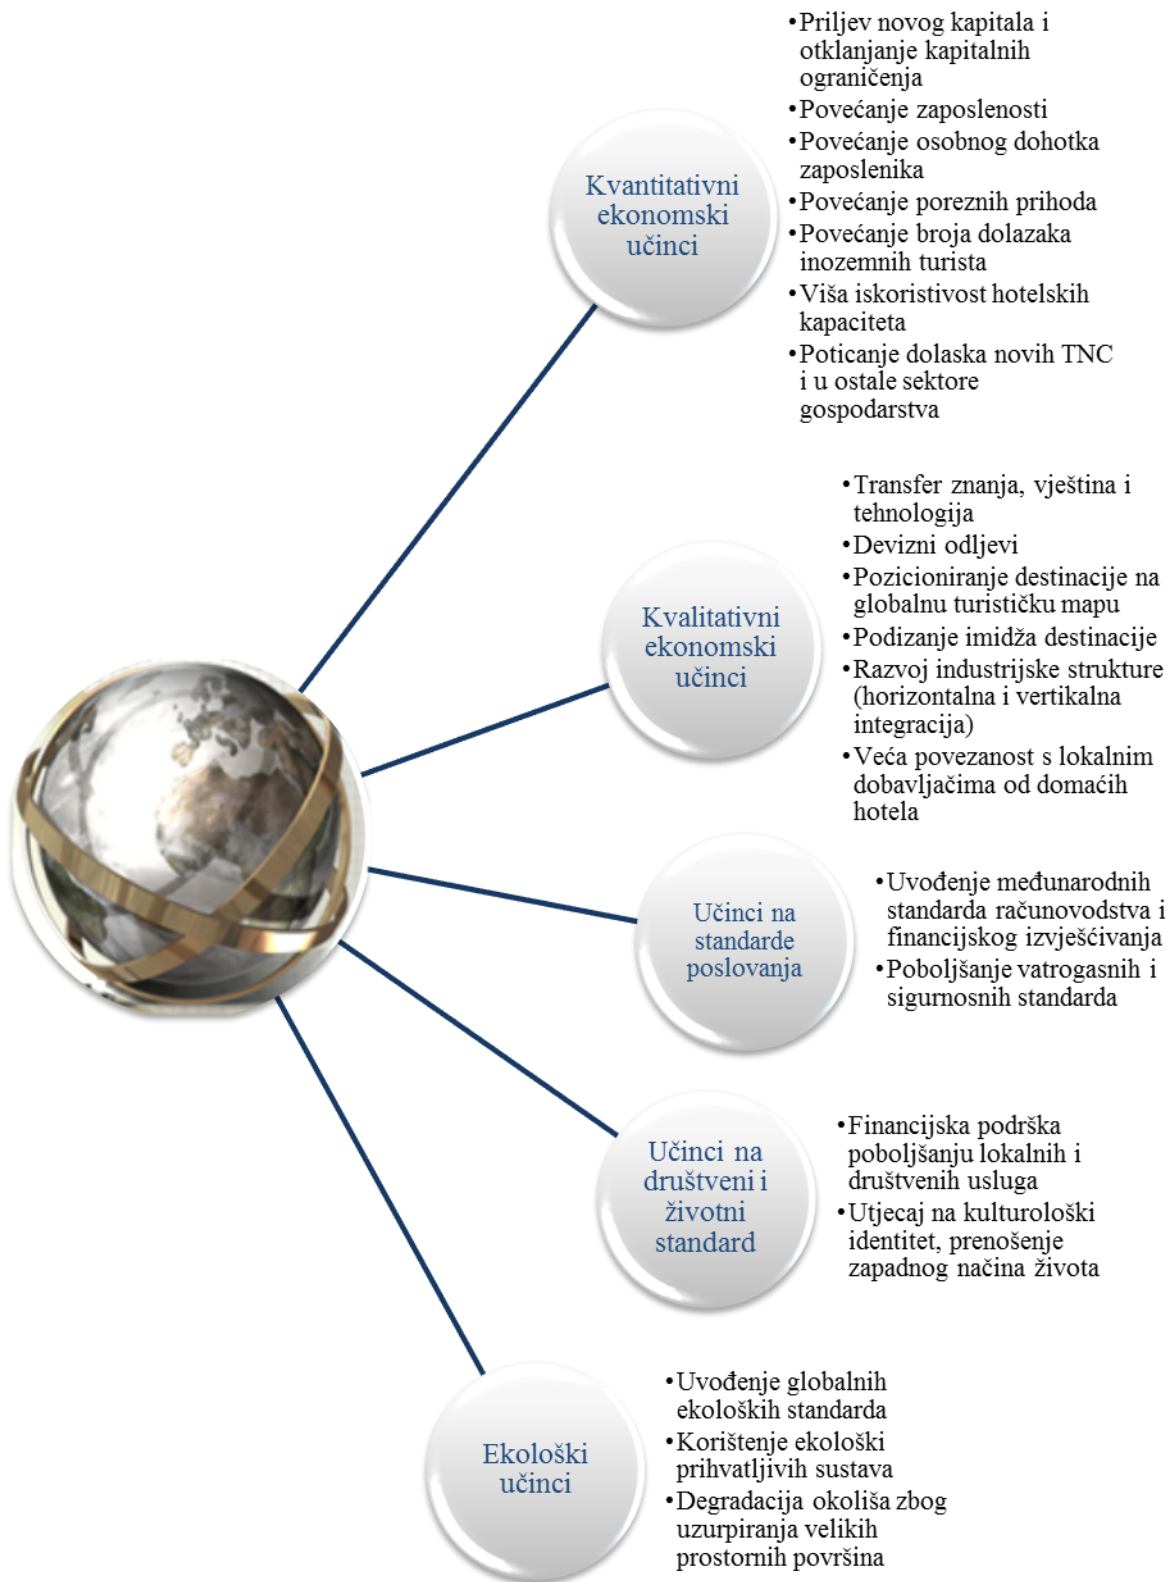 Kvantitativni
ekonomski
učinci
•Priljev novog kapitala i
otklanjanje kapitalnih
ograničenja
•Povećanje zaposlenosti
•Povećanje osobnog dohotka
zaposlenika
•Povećanje poreznih prihoda
•Povećanje broja dolazaka
inozemnih turista
•Viša iskoristivost hotelskih
kapaciteta
•Poticanje dolaska novih TNC
i u ostale sektore
gospodarstva
Kvalitativni
ekonomski
učinci
•Transfer znanja, vještina i
tehnologija
•Devizni odljevi
•Pozicioniranje destinacije na
globalnu turističku mapu
•Podizanje imidža destinacije
•Razvoj industrijske strukture
(horizontalna i vertikalna
integracija)
•Veća povezanost s lokalnim
dobavljačima od domaćih
hotela
Učinci na
standarde
poslovanja
•Uvođenje međunarodnih
standarda računovodstva i
financijskog izvješćivanja
•Poboljšanje vatrogasnih i
sigurnosnih standarda
Učinci na
društveni i
životni
standard
•Financijska podrška
poboljšanju lokalnih i
društvenih usluga
•Utjecaj na kulturološki
identitet, prenošenje
zapadnog načina života
Ekološki
učinci
•Uvođenje globalnih
ekoloških standarda
•Korištenje ekološki
prihvatljivih sustava
•Degradacija okoliša zbog
uzurpiranja velikih
prostornih površina